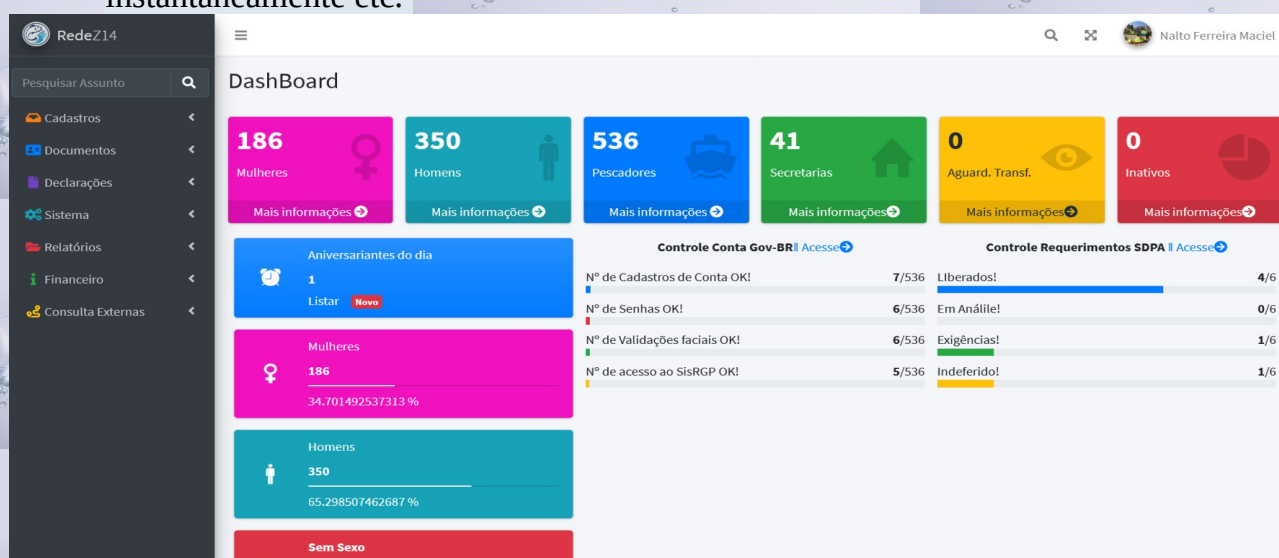 instantaneamente etc.
RedeZ14
Nalto Ferreira Maciel
Pesquisar Assunto
DashBoard
Cadastros
Documentos
Declarações
Sistema
Relatórios
Financeiro
Consulta Externas
186
Mulheres
Mais informações
350
Homens
Mais informações
536
Pescadores
Mais informações
41
Secretarias
Mais informações
0
Aguard. Transf.
Mais informações
0
Inativos
Mais informações
Aniversariantes do dia
1
Listar Novo
Mulheres
186
34.701492537313 %
Homens
350
65.298507462687 %
Sem Sexo
Controle Conta Gov-BR|| Acesse
Nº de Cadastros de Conta OK! 7/536
Nº de Senhas OK! 6/536
Nº de Validações faciais OK! 6/536
Nº de acesso ao SisRGP OK! 5/536
Controle Requerimentos SDPA || Acesse
LIberados! 4/6
Em Análile! 0/6
Exigências! 1/6
Indeferido! 1/6